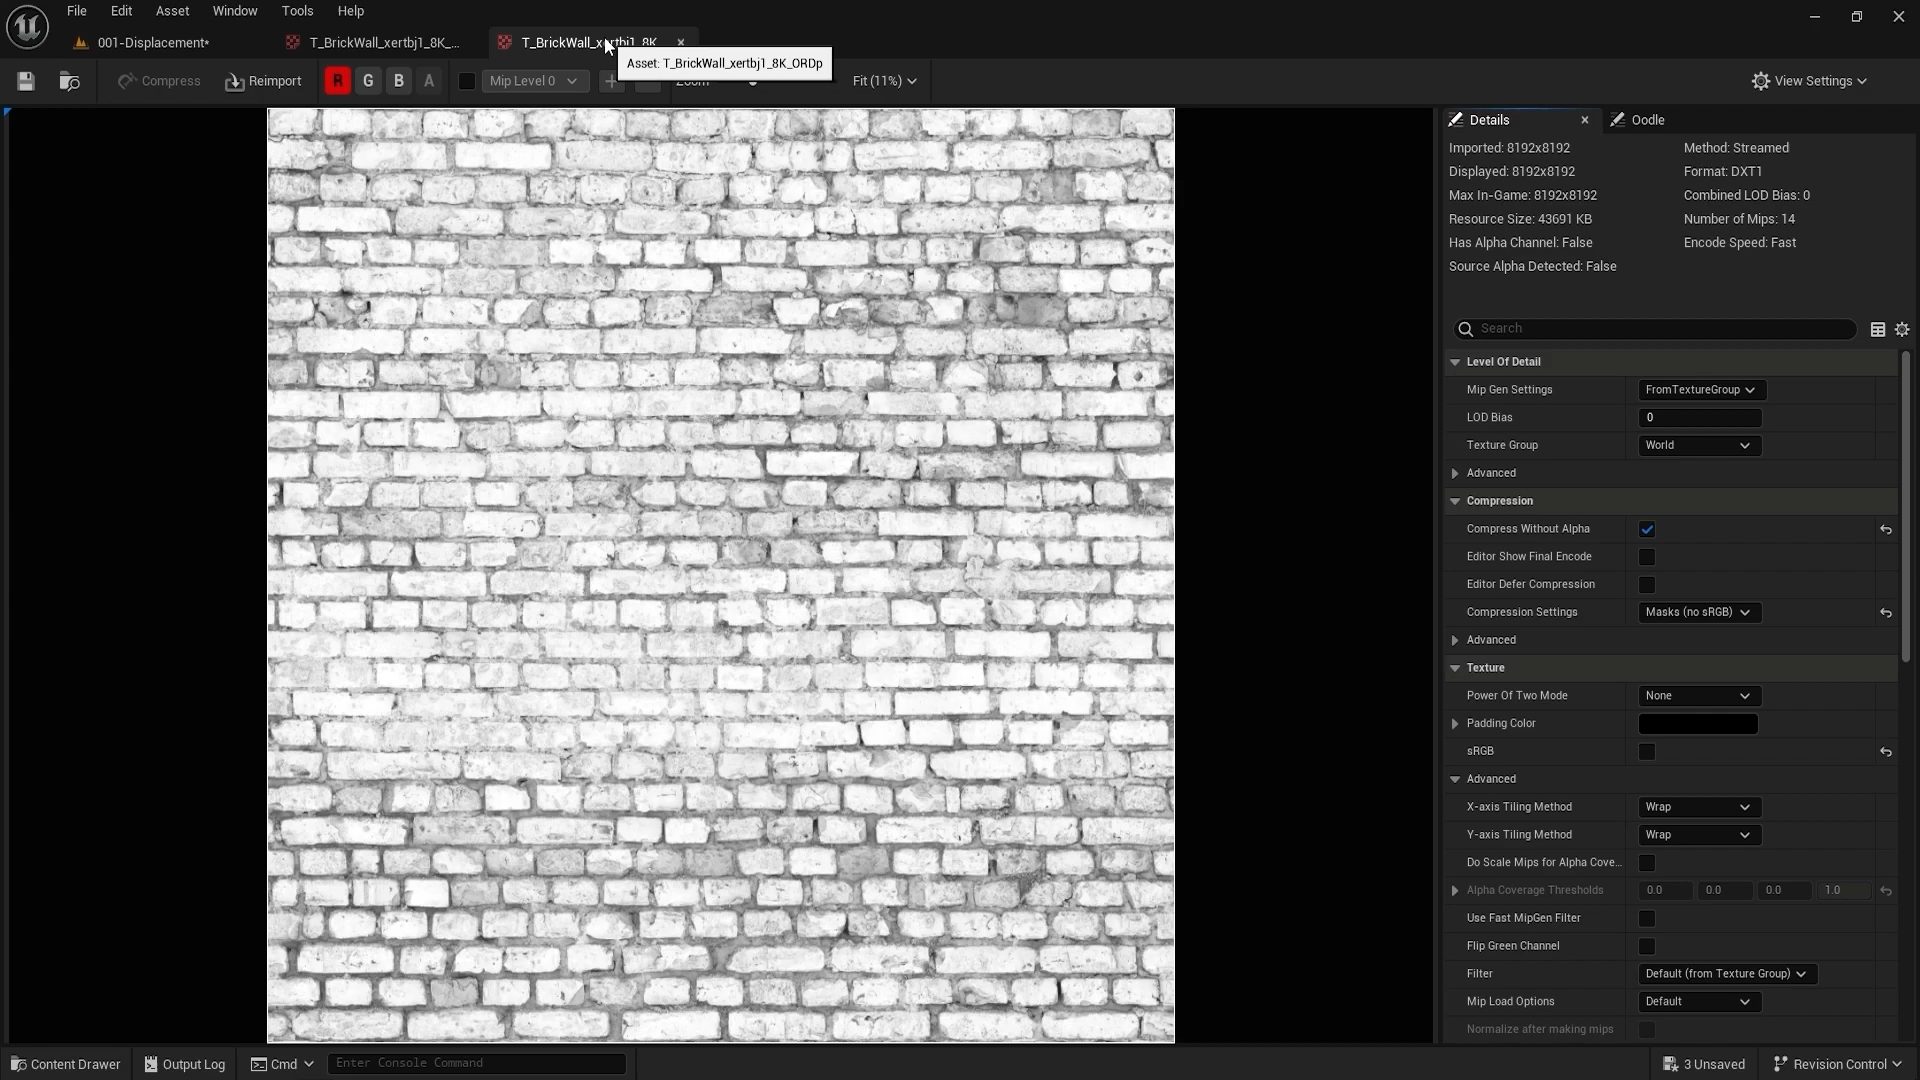 File Edit Asset Window Tools Help
001-Displacement* T_BrickWall_xertbj1_8K_... T_BrickWall_xertbj1_8K
Asset: T_BrickWall_xertbj1_8K_ORDp
Compress Reimport R G B A Mip Level 0 Zoom Fit (11%) View Settings
Details Oodle
Imported: 8192x8192 Method: Streamed
Displayed: 8192x8192 Format: DXT1
Max In-Game: 8192x8192 Combined LOD Bias: 0
Resource Size: 43691 KB Number of Mips: 14
Has Alpha Channel: False Encode Speed: Fast
Source Alpha Detected: False
Search
Level Of Detail
Mip Gen Settings FromTextureGroup
LOD Bias 0
Texture Group World
Advanced
Compression
Compress Without Alpha
Editor Show Final Encode
Editor Defer Compression
Compression Settings Masks (no sRGB)
Advanced
Texture
Power Of Two Mode None
Padding Color
sRGB
Advanced
X-axis Tiling Method Wrap
Y-axis Tiling Method Wrap
Do Scale Mips for Alpha Cove...
Alpha Coverage Thresholds 0.0 0.0 0.0 1.0
Use Fast MipGen Filter
Flip Green Channel
Filter Default (from Texture Group)
Mip Load Options Default
Normalize after making mips
Content Drawer Output Log Cmd Enter Console Command 3 Unsaved Revision Control